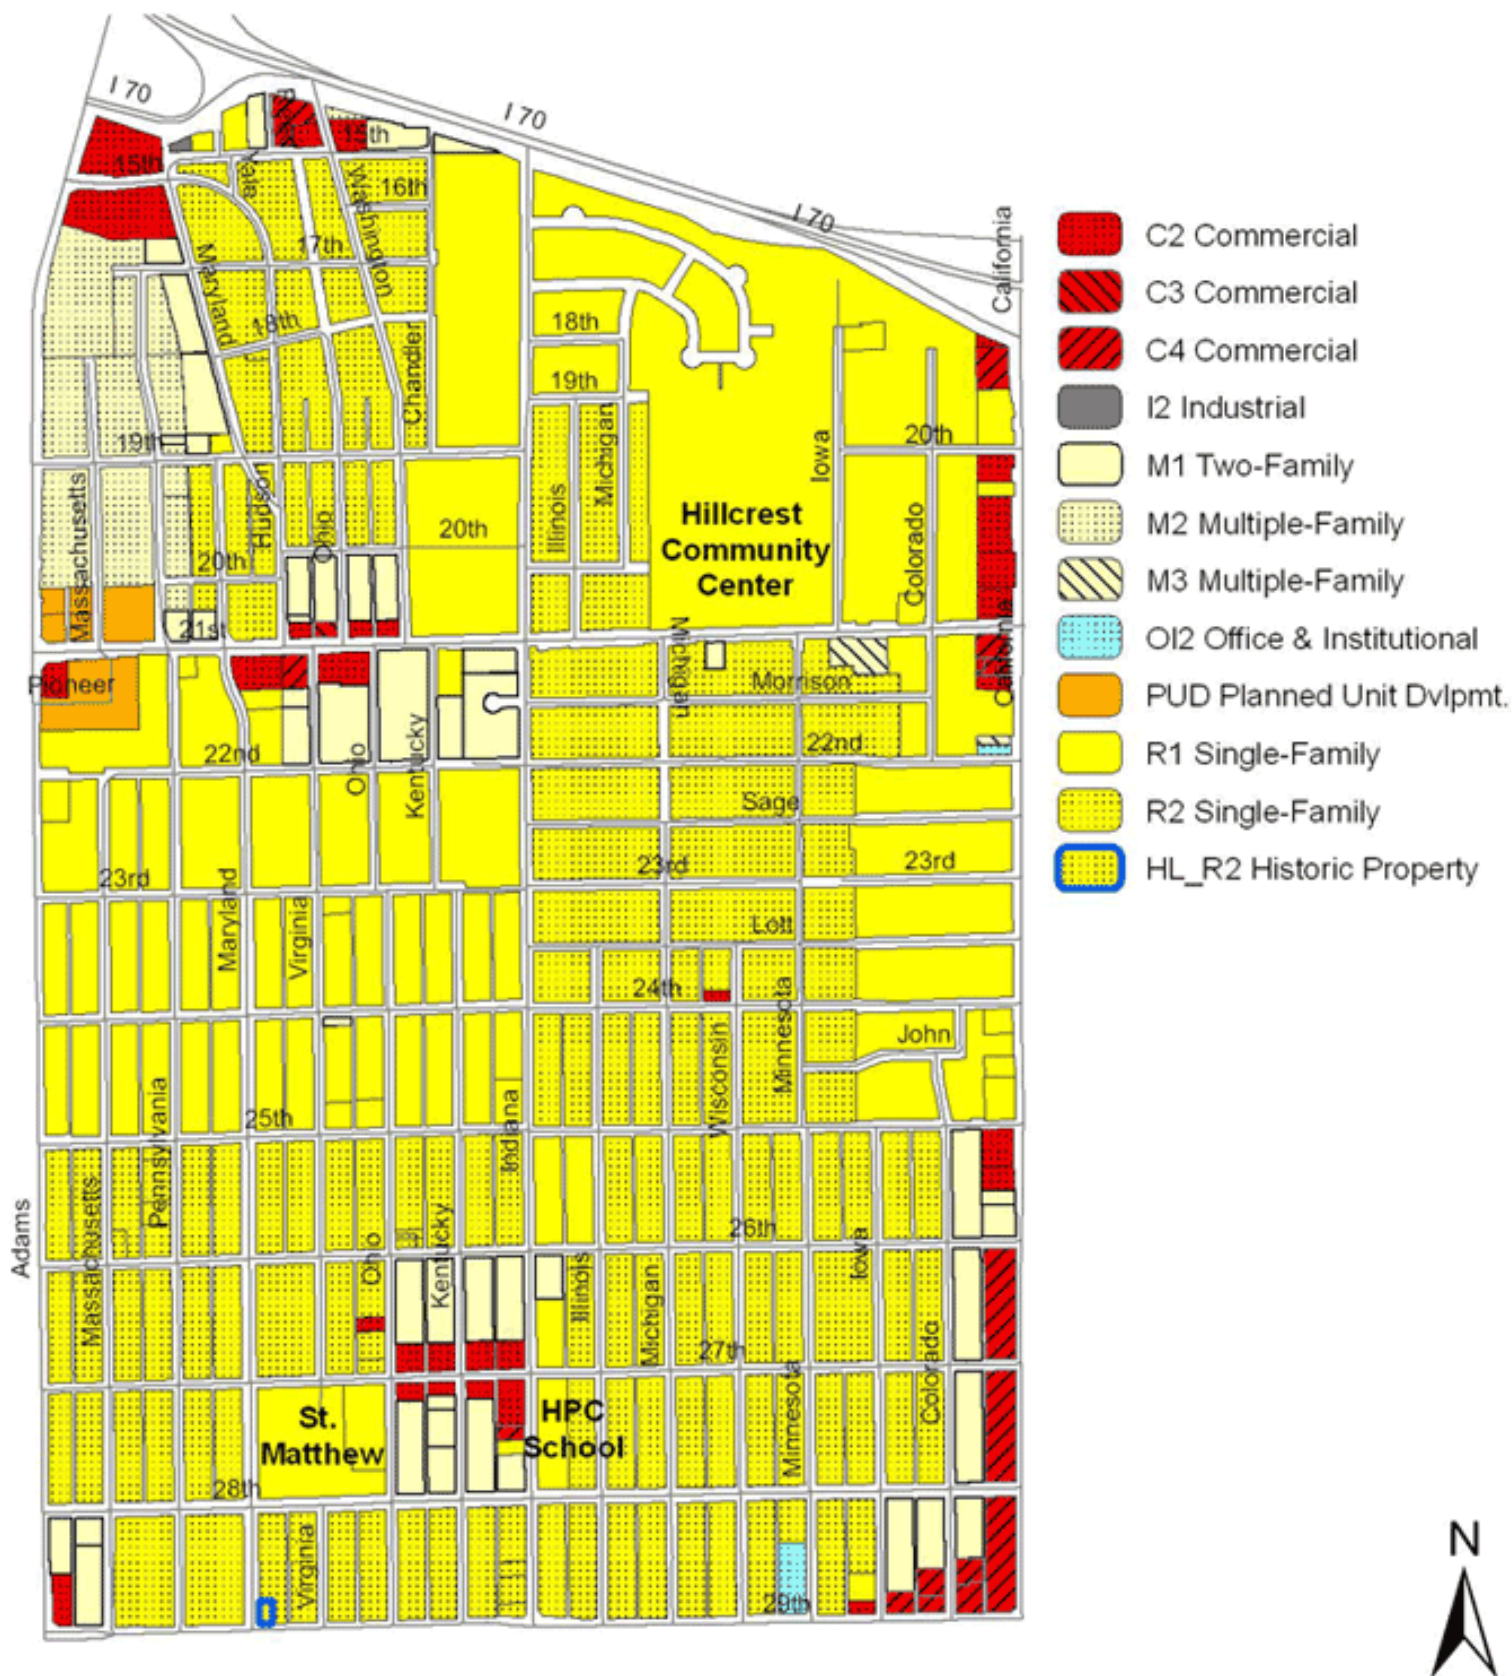 I 70
I 70
I 70
California
15th
15th
Yale
Washington
16th
17th
Maryland
18th
Chandler
18th
19th
19th
Michigan
Iowa
20th
Massachusetts
Hudson
Ohio
20th
Illinois
Colorado
20th
Hillcrest
Community
Center
21st
California
Pioneer
Michigan
Morrison
22nd
Ohio
Kentucky
22nd
Sage
23rd
23rd
23rd
Maryland
Virginia
Lott
24th
Wisconsin
Minnesota
John
Pennsylvania
25th
Indiana
Adams
Massachusetts
Ohio
Kentucky
Illinois
Michigan
26th
Iowa
27th
Colorado
Minnesota
St.
Matthew
HPC
School
28th
Virginia
29th
C2 Commercial
C3 Commercial
C4 Commercial
I2 Industrial
M1 Two-Family
M2 Multiple-Family
M3 Multiple-Family
OI2 Office & Institutional
PUD Planned Unit Dvlpmt.
R1 Single-Family
R2 Single-Family
HL_R2 Historic Property
N